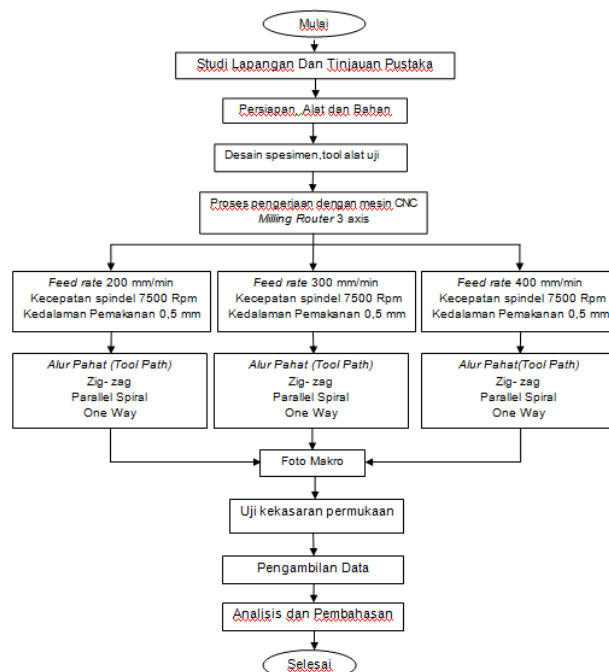 Mulai
Studi Lapangan Dan Tinjauan Pustaka
Persiapan, Alat dan Bahan
Desain spesimen,tool alat uji
Proses pengerjaan dengan mesin CNC
Milling Router 3 axis
Feed rate 200 mm/min
Kecepatan spindel 7500 Rpm
Kedalaman Pemakanan 0,5 mm
Feed rate 300 mm/min
Kecepatan spindel 7500 Rpm
Kedalaman Pemakanan 0,5 mm
Feed rate 400 mm/min
Kecepatan spindel 7500 Rpm
Kedalaman Pemakanan 0,5 mm
Alur Pahat (Tool Path)
Zig- zag
Parallel Spiral
One Way
Alur Pahat(Tool Path)
Zig- zag
Parallel Spiral
One Way
Alur Pahat(Tool Path)
Zig- zag
Parallel Spiral
One Way
Foto Makro
Uji kekasaran permukaan
Pengambilan Data
Analisis dan Pembahasan
Selesai